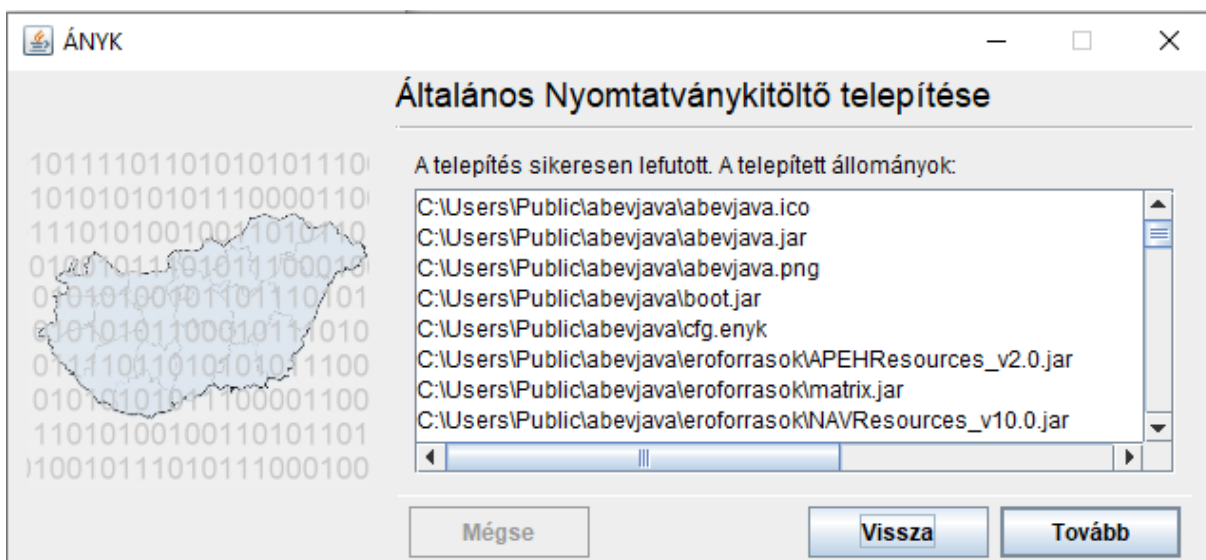 ÁNYK
Általános Nyomtatványkitöltő telepítése
A telepítés sikeresen lefutott. A telepített állományok:
C:\Users\Public\abevjava\abevjava.ico
C:\Users\Public\abevjava\abevjava.jar
C:\Users\Public\abevjava\abevjava.png
C:\Users\Public\abevjava\boot.jar
C:\Users\Public\abevjava\cfg.enyk
C:\Users\Public\abevjava\eroforrasok\APEHResources_v2.0.jar
C:\Users\Public\abevjava\eroforrasok\matrix.jar
C:\Users\Public\abevjava\eroforrasok\NAVResources_v10.0.jar
Mégse
Vissza
Tovább